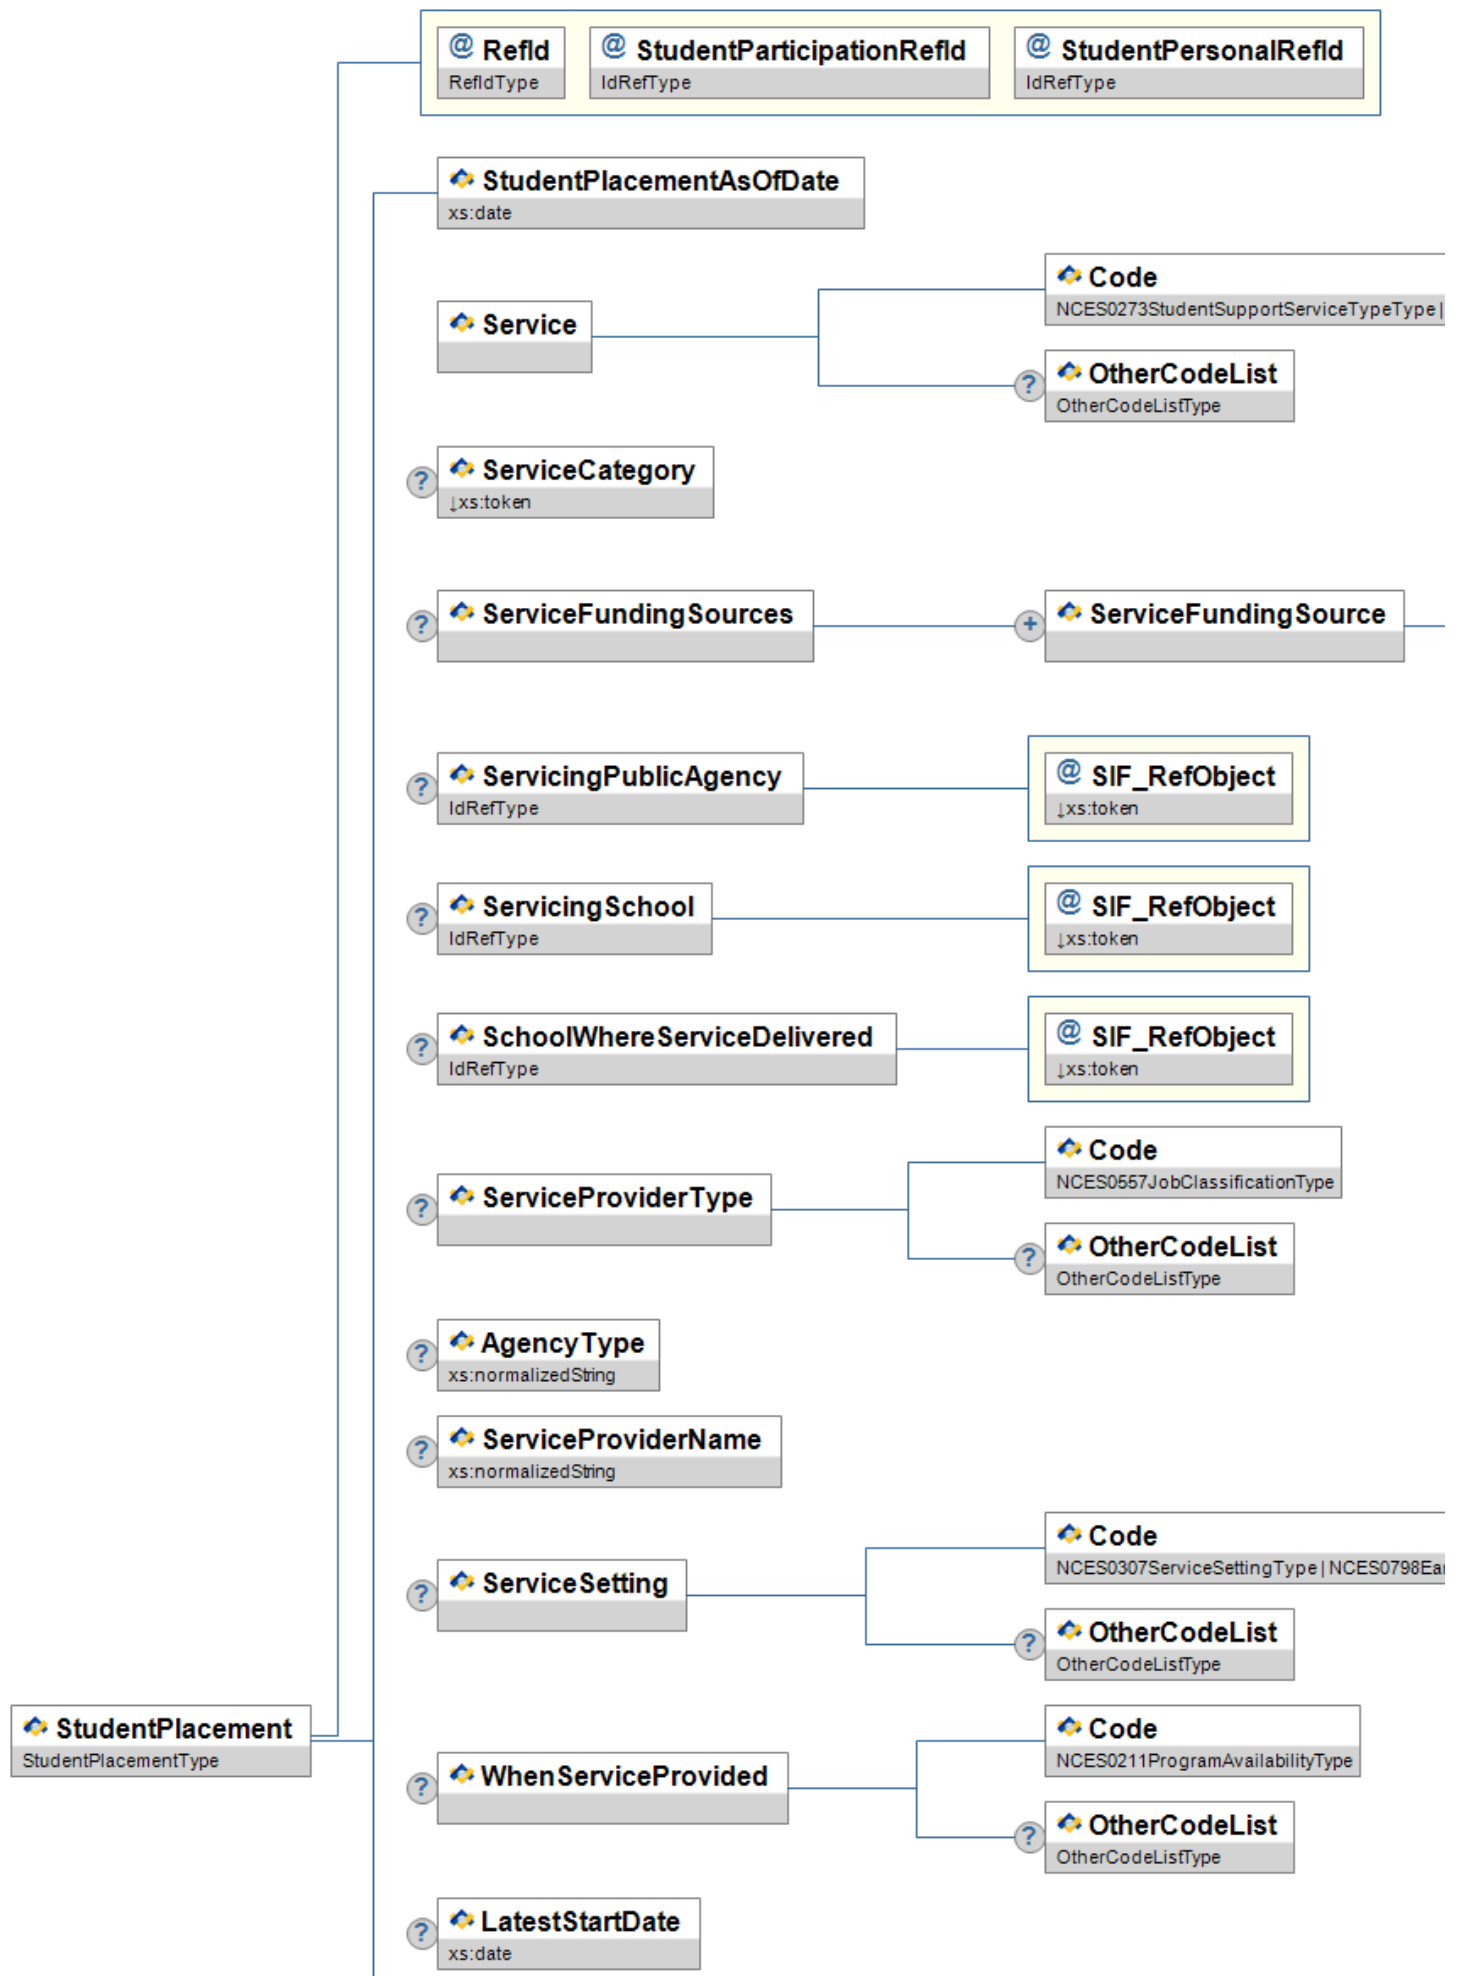 @ RefId @ StudentParticipationRefId @ StudentPersonalRefId
RefIdType IdRefType IdRefType
StudentPlacementAsOfDate
xs:date
Code
NCES0273StudentSupportServiceTypeType |
Service
? OtherCodeList
OtherCodeListType
? ServiceCategory
↓xs:token
? ServiceFundingSources + ServiceFundingSource
? ServicingPublicAgency @ SIF_RefObject
IdRefType ↓xs:token
? ServicingSchool @ SIF_RefObject
IdRefType ↓xs:token
? SchoolWhereServiceDelivered @ SIF_RefObject
IdRefType ↓xs:token
Code
NCES0557JobClassificationType
? ServiceProviderType
? OtherCodeList
OtherCodeListType
? AgencyType
xs:normalizedString
? ServiceProviderName
xs:normalizedString
Code
NCES0307ServiceSettingType | NCES0798Ear
? ServiceSetting
? OtherCodeList
OtherCodeListType
StudentPlacement
StudentPlacementType
Code
NCES0211ProgramAvailabilityType
? WhenServiceProvided
? OtherCodeList
OtherCodeListType
? LatestStartDate
xs:date